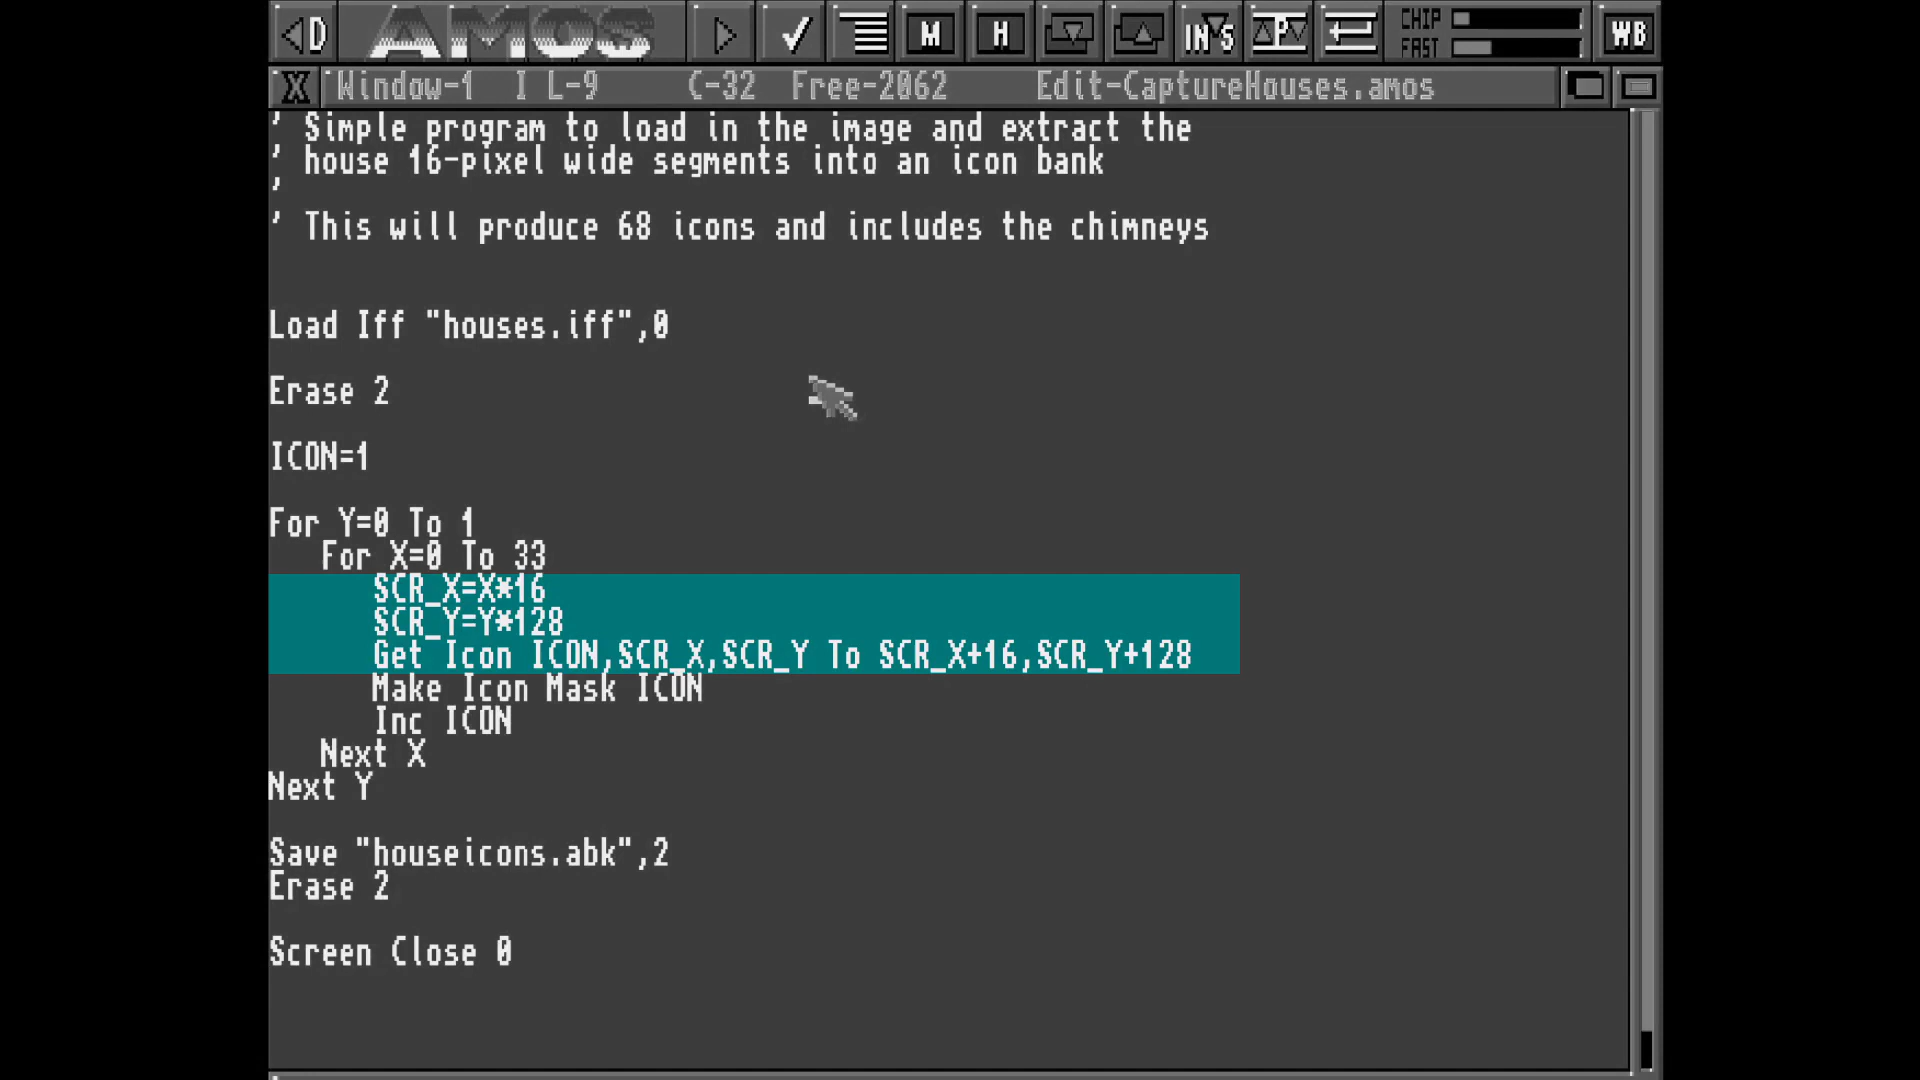 D AMOS M H INS P CHIP FAST WB
X Window-1 I L-9 C-32 Free-2062 Edit-CaptureHouses.amos
' Simple program to load in the image and extract the
' house 16-pixel wide segments into an icon bank
'
' This will produce 68 icons and includes the chimneys
Load Iff "houses.iff",0
Erase 2
ICON=1
For Y=0 To 1
For X=0 To 33
SCR_X=X*16
SCR_Y=Y*128
Get Icon ICON,SCR_X,SCR_Y To SCR_X+16,SCR_Y+128
Make Icon Mask ICON
Inc ICON
Next X
Next Y
Save "houseicons.abk",2
Erase 2
Screen Close 0